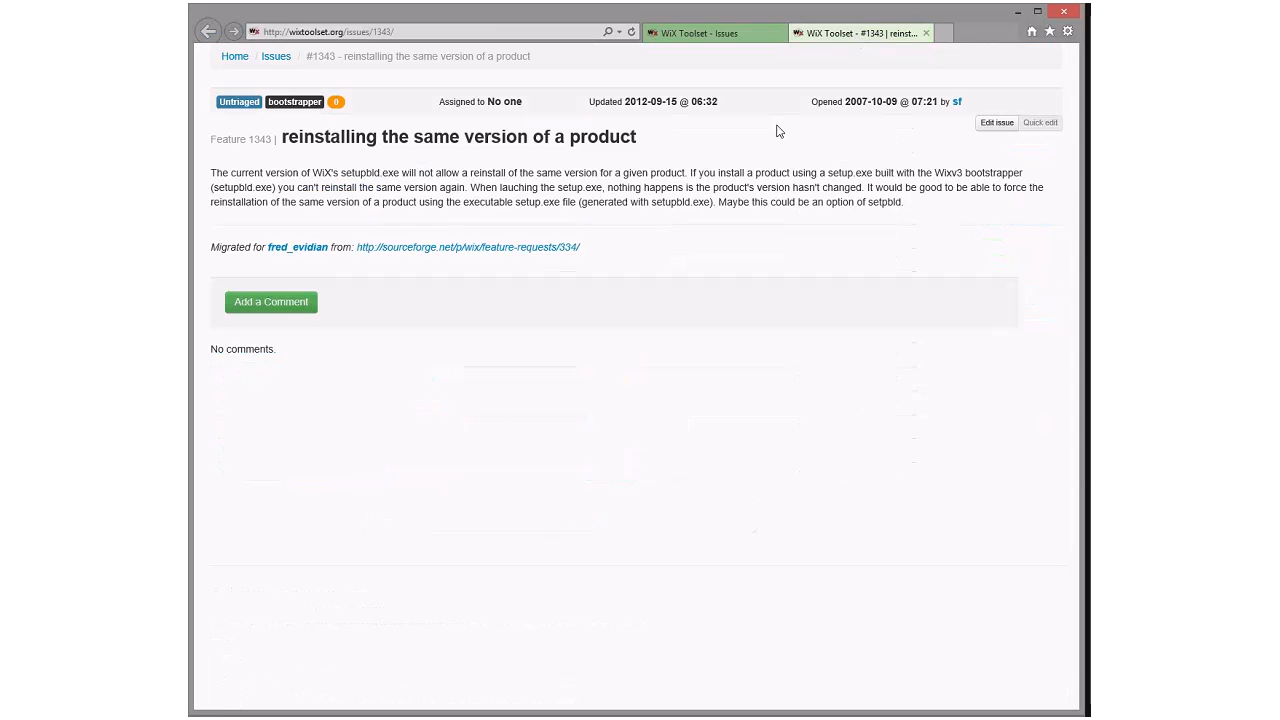 http://wixtoolset.org/issues/1343/
WiX Toolset - Issues
WiX Toolset - #1343 | reinst...
Home / Issues / #1343 - reinstalling the same version of a product
Untriaged bootstrapper 0 Assigned to No one Updated 2012-09-15 @ 06:32 Opened 2007-10-09 @ 07:21 by sf
Edit issue Quick edit
Feature 1343 | reinstalling the same version of a product
The current version of WiX's setupbld.exe will not allow a reinstall of the same version for a given product. If you install a product using a setup.exe built with the Wixv3 bootstrapper
(setupbld.exe) you can't reinstall the same version again. When lauching the setup.exe, nothing happens is the product's version hasn't changed. It would be good to be able to force the
reinstallation of the same version of a product using the executable setup.exe file (generated with setupbld.exe). Maybe this could be an option of setpbld.
Migrated for fred_evidian from: http://sourceforge.net/p/wix/feature-requests/334/
Add a Comment
No comments.